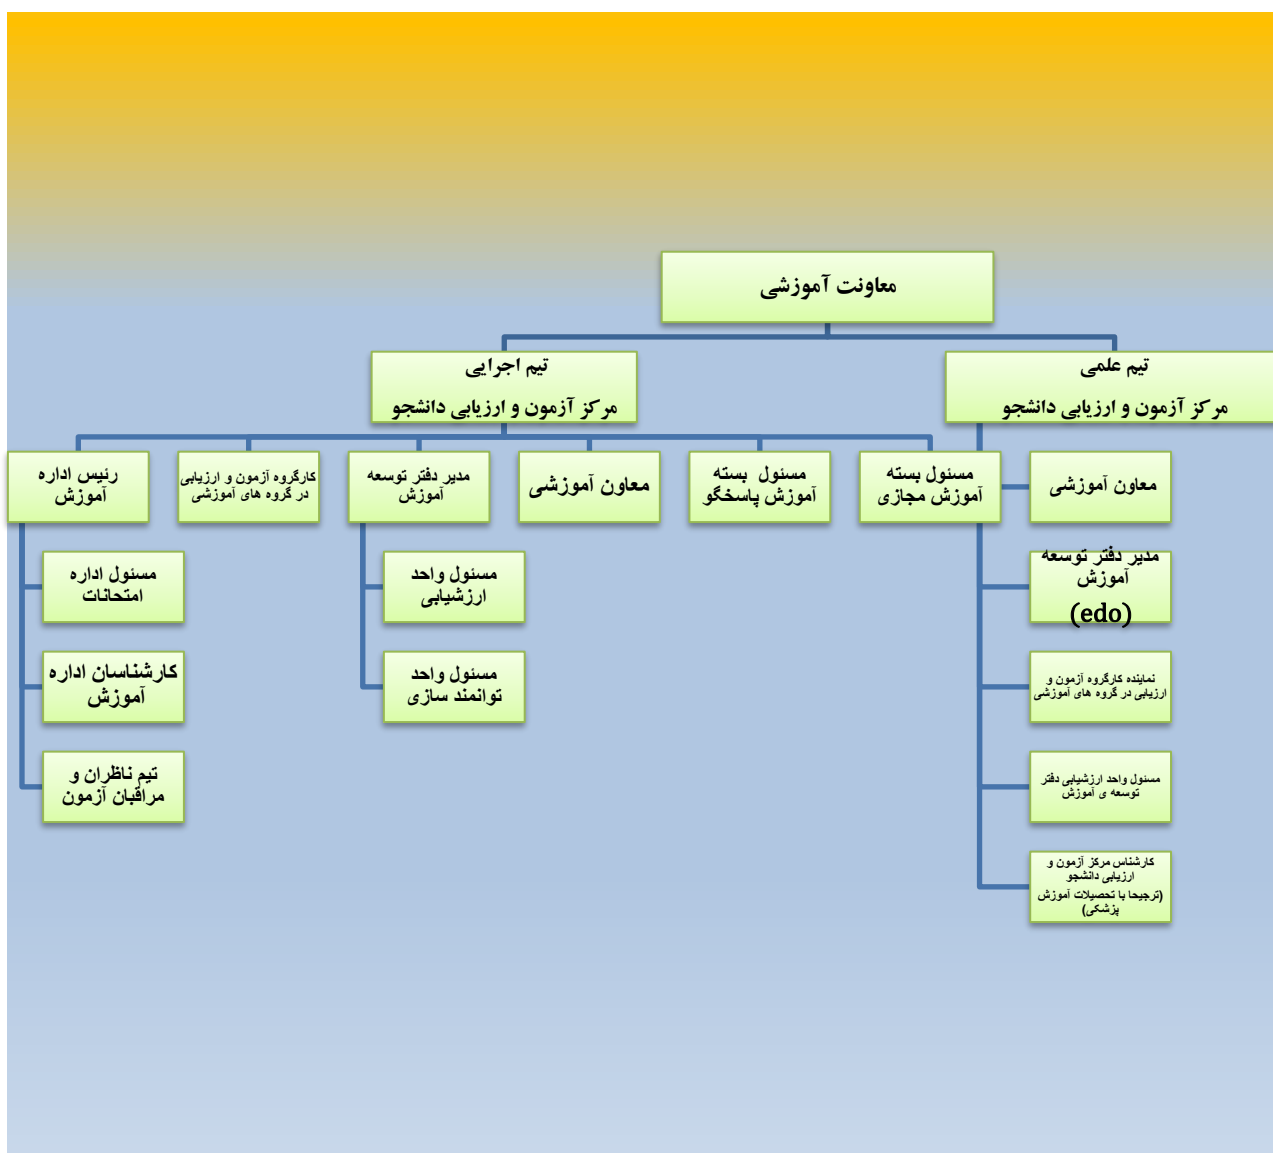 معاونت آموزشی
تیم علمی
مرکز آزمون و ارزیابی دانشجو
تیم اجرایی
مرکز آزمون و ارزیابی دانشجو
معاون آموزشی
مدیر دفتر توسعه
آموزش
(edo)
نماینده کارگروه آزمون و
ارزیابی در گروه های آموزشی
مسئول واحد ارزشیابی دفتر
توسعه ی آموزش
کارشناس مرکز آزمون و
ارزیابی دانشجو
(ترجیحا با تحصیلات آموزش
پزشکی)
مسئول بسته
آموزش مجازی
مسئول بسته
آموزش پاسخگو
معاون آموزشی
مدیر دفتر توسعه
آموزش
مسئول واحد
ارزشیابی
مسئول واحد
توانمند سازی
کارگروه آزمون و ارزیابی
در گروه های آموزشی
رئیس اداره
آموزش
مسئول اداره
امتحانات
کارشناسان اداره
آموزش
تیم ناظران و
مراقبان آزمون